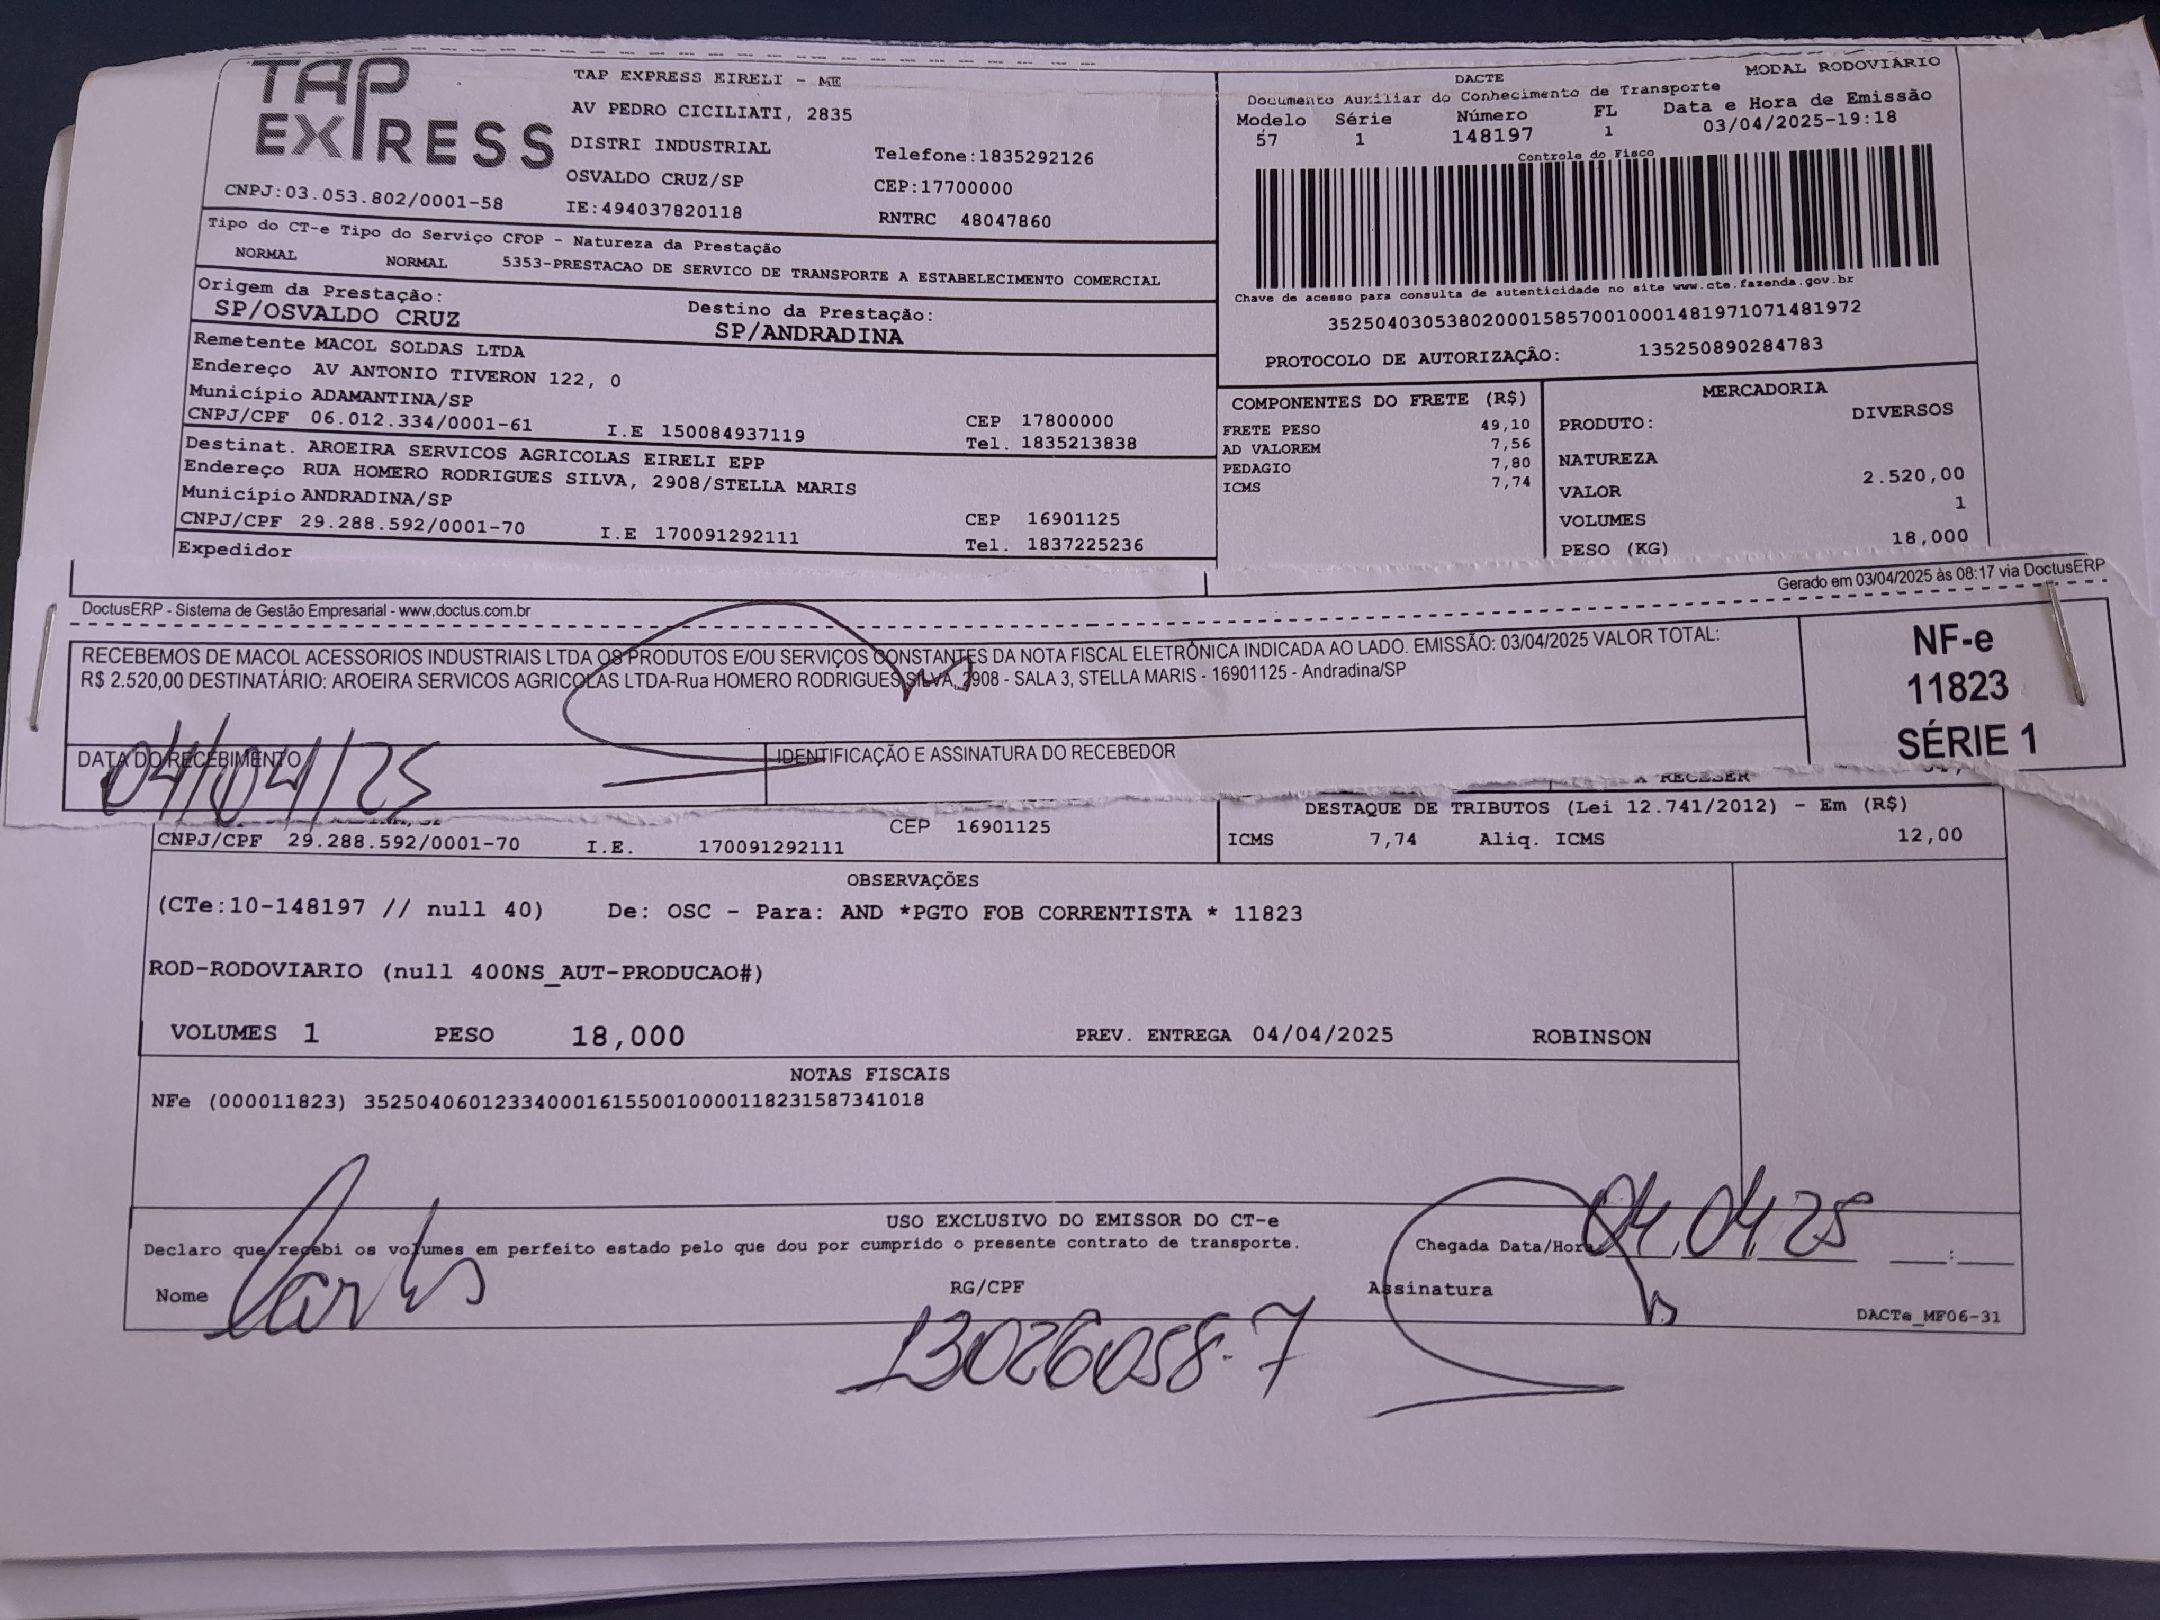 TAP EXPRESS
TAP EXPRESS EIRELI - ME
AV PEDRO CICILIATI, 2835
DISTRI INDUSTRIAL Telefone:1835292126
OSVALDO CRUZ/SP CEP:17700000
CNPJ:03.053.802/0001-58 IE:494037820118 RNTRC 48047860
DACTE MODAL RODOVIÁRIO
Documento Auxiliar do Conhecimento de Transporte
Modelo Série Número FL Data e Hora de Emissão
57 1 148197 1 03/04/2025-19:18
Controle do Fisco
Chave de acesso para consulta de autenticidade no site www.cte.fazenda.gov.br
35250403053802000158570010001481971071481972
PROTOCOLO DE AUTORIZAÇÃO: 135250890284783
Tipo do CT-e Tipo do Serviço CFOP - Natureza da Prestação
NORMAL NORMAL 5353-PRESTACAO DE SERVICO DE TRANSPORTE A ESTABELECIMENTO COMERCIAL
Origem da Prestação: Destino da Prestação:
SP/OSVALDO CRUZ SP/ANDRADINA
Remetente MACOL SOLDAS LTDA
Endereço AV ANTONIO TIVERON 122, 0
Município ADAMANTINA/SP CEP 17800000
CNPJ/CPF 06.012.334/0001-61 I.E 150084937119 Tel. 1835213838
Destinat. AROEIRA SERVICOS AGRICOLAS EIRELI EPP
Endereço RUA HOMERO RODRIGUES SILVA, 2908/STELLA MARIS
Município ANDRADINA/SP CEP 16901125
CNPJ/CPF 29.288.592/0001-70 I.E 170091292111 Tel. 1837225236
Expedidor
COMPONENTES DO FRETE (R$)
FRETE PESO 49,10
AD VALOREM 7,56
PEDAGIO 7,80
ICMS 7,74
MERCADORIA
PRODUTO: DIVERSOS
NATUREZA
VALOR 2.520,00
VOLUMES 1
PESO (KG) 18,000
DoctusERP - Sistema de Gestão Empresarial - www.doctus.com.br Gerado em 03/04/2025 às 08:17 via DoctusERP
RECEBEMOS DE MACOL ACESSORIOS INDUSTRIAIS LTDA OS PRODUTOS E/OU SERVIÇOS CONSTANTES DA NOTA FISCAL ELETRÔNICA INDICADA AO LADO. EMISSÃO: 03/04/2025 VALOR TOTAL:
R$ 2.520,00 DESTINATÁRIO: AROEIRA SERVICOS AGRICOLAS LTDA-Rua HOMERO RODRIGUES SILVA, 2908 - SALA 3, STELLA MARIS - 16901125 - Andradina/SP
NF-e
11823
SÉRIE 1
DATA DO RECEBIMENTO IDENTIFICAÇÃO E ASSINATURA DO RECEBEDOR
04/04/25
A RECEBER
CEP 16901125
CNPJ/CPF 29.288.592/0001-70 I.E. 170091292111
DESTAQUE DE TRIBUTOS (Lei 12.741/2012) - Em (R$)
ICMS 7,74 Aliq. ICMS 12,00
OBSERVAÇÕES
(CTe:10-148197 // null 40) De: OSC - Para: AND *PGTO FOB CORRENTISTA * 11823
ROD-RODOVIARIO (null 400NS_AUT-PRODUCAO#)
VOLUMES 1 PESO 18,000 PREV. ENTREGA 04/04/2025 ROBINSON
NOTAS FISCAIS
NFe (000011823) 35250406012334000161550010000118231587341018
USO EXCLUSIVO DO EMISSOR DO CT-e
Declaro que recebi os volumes em perfeito estado pelo que dou por cumprido o presente contrato de transporte. Chegada Data/Hora 04 04 25 :
Nome Carlos RG/CPF Assinatura
13026058-7
DACTe_MF06-31